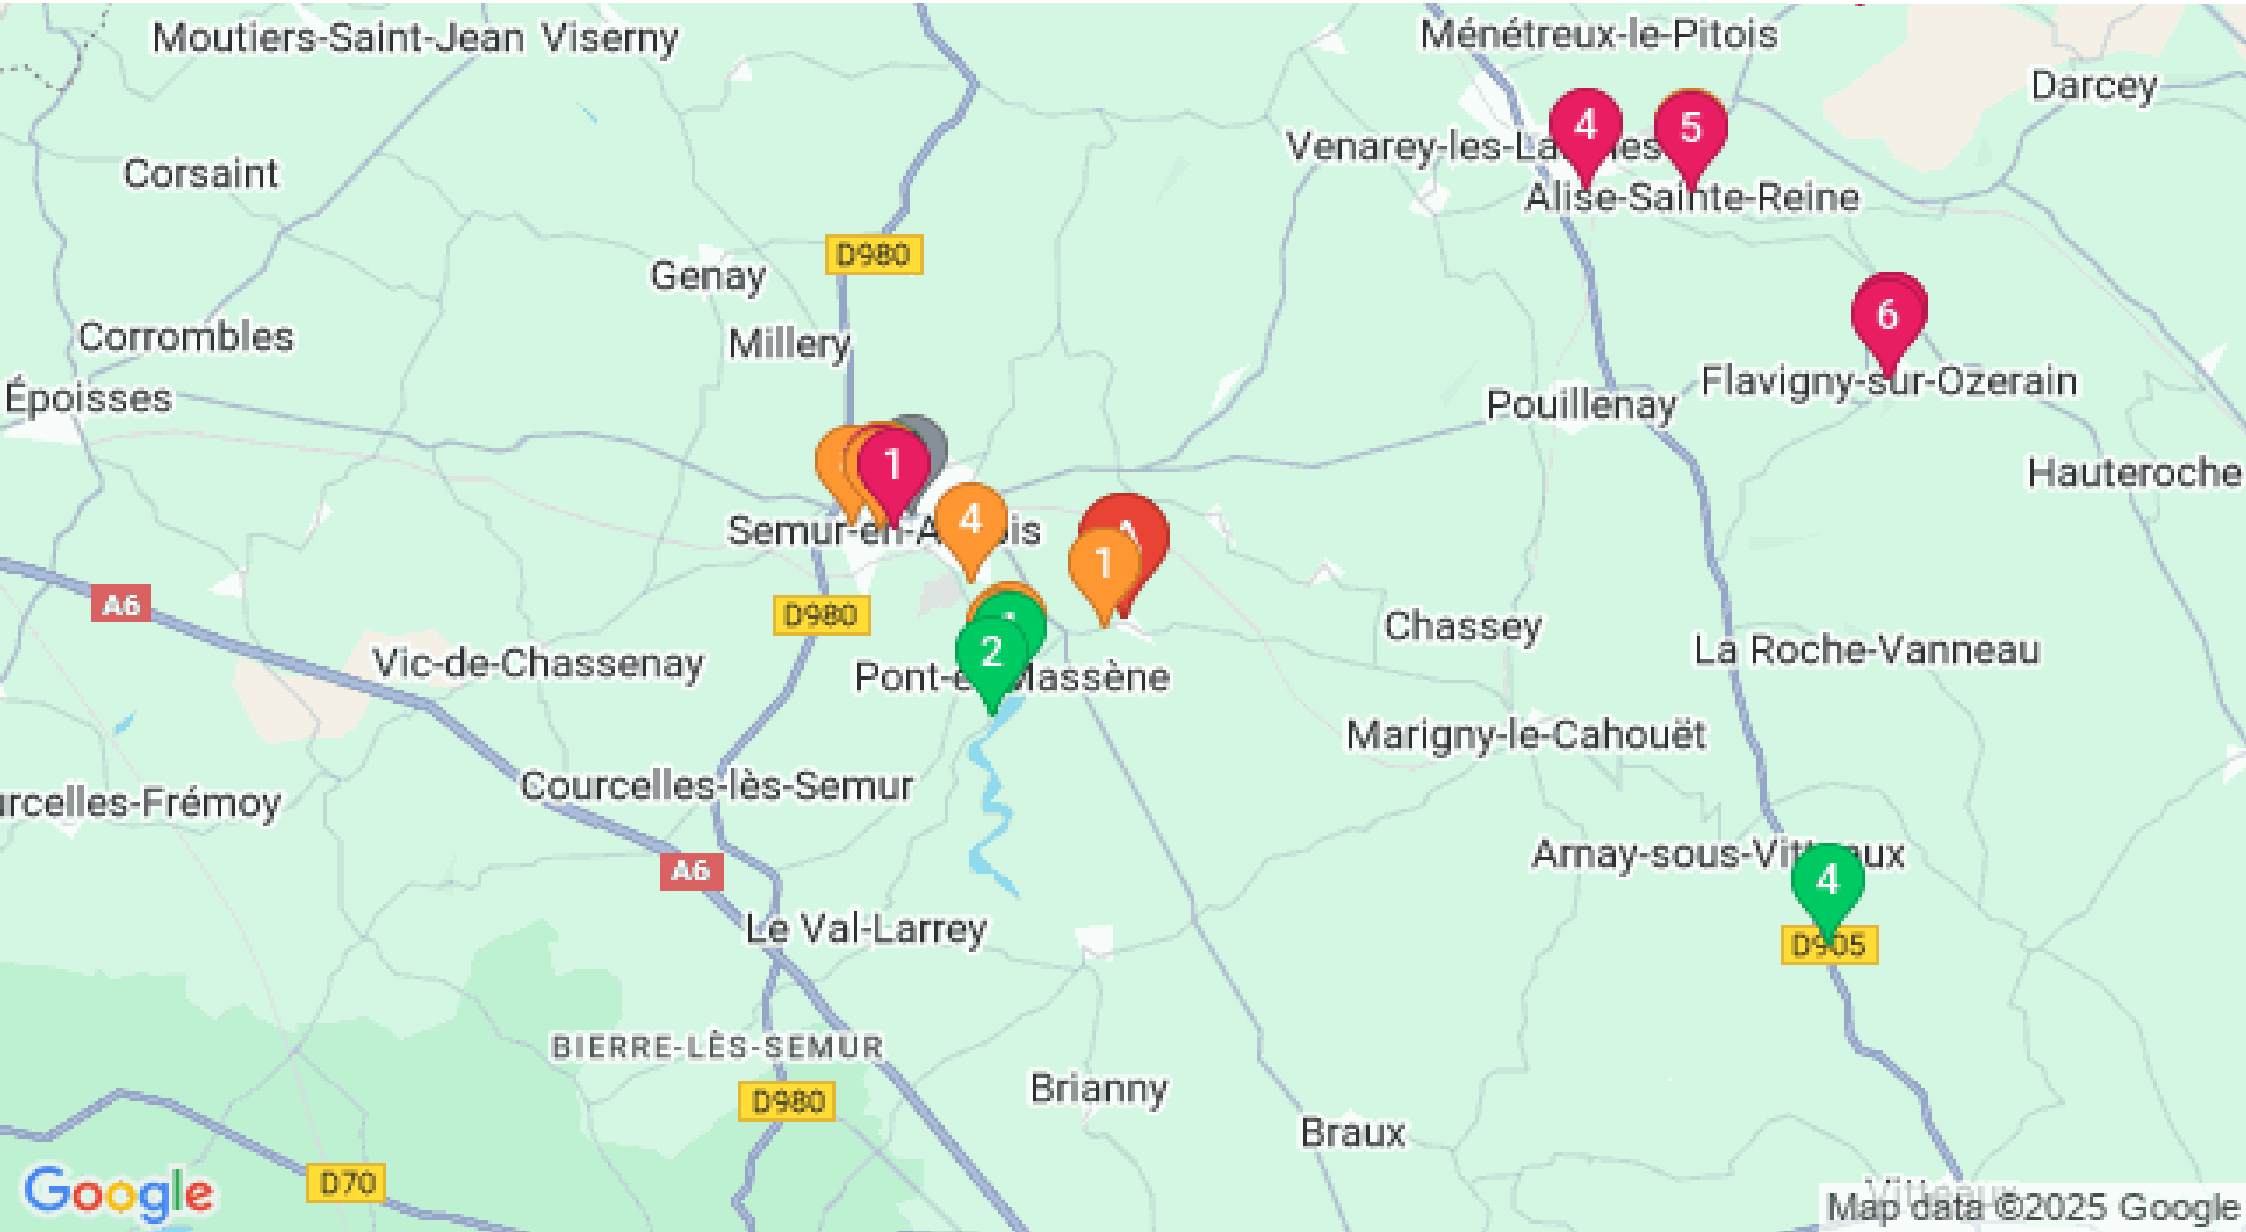 Moutiers-Saint-Jean
Viserny
Ménétreux-le-Pitois
Darcey
4
5
Venarey-les-La
es
Corsaint
Alise-Sainte-Reine
D980
Genay
6
Corrombles
Millery
Flavigny-sur-Ozerain
Époisses
Pouillenay
1
Hauteroche
4
Semur-en-A
is
1
A6
D980
Chassey
2
La Roche-Vanneau
Vic-de-Chassenay
Pont-e
Massène
Marigny-le-Cahouët
Courcelles-lès-Semur
urcelles-Frémoy
Arnay-sous-Vit
ux
A6
4
Le Val-Larrey
D905
BIERRE-LÈS-SEMUR
Brianny
D980
Braux
D70
Google
Vitteaux
Map data ©2025 Google